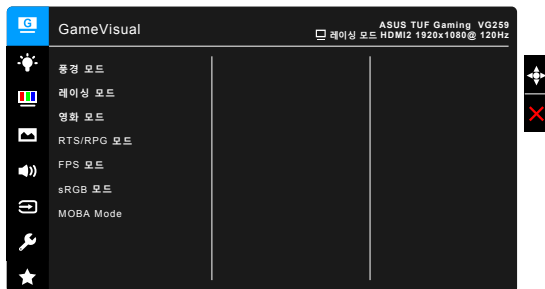 G
GameVisual
ASUS TUF Gaming VG259
레이싱 모드 HDMI2 1920x1080@ 120Hz
풍경 모드
레이싱 모드
영화 모드
RTS/RPG 모드
FPS 모드
sRGB 모드
MOBA Mode